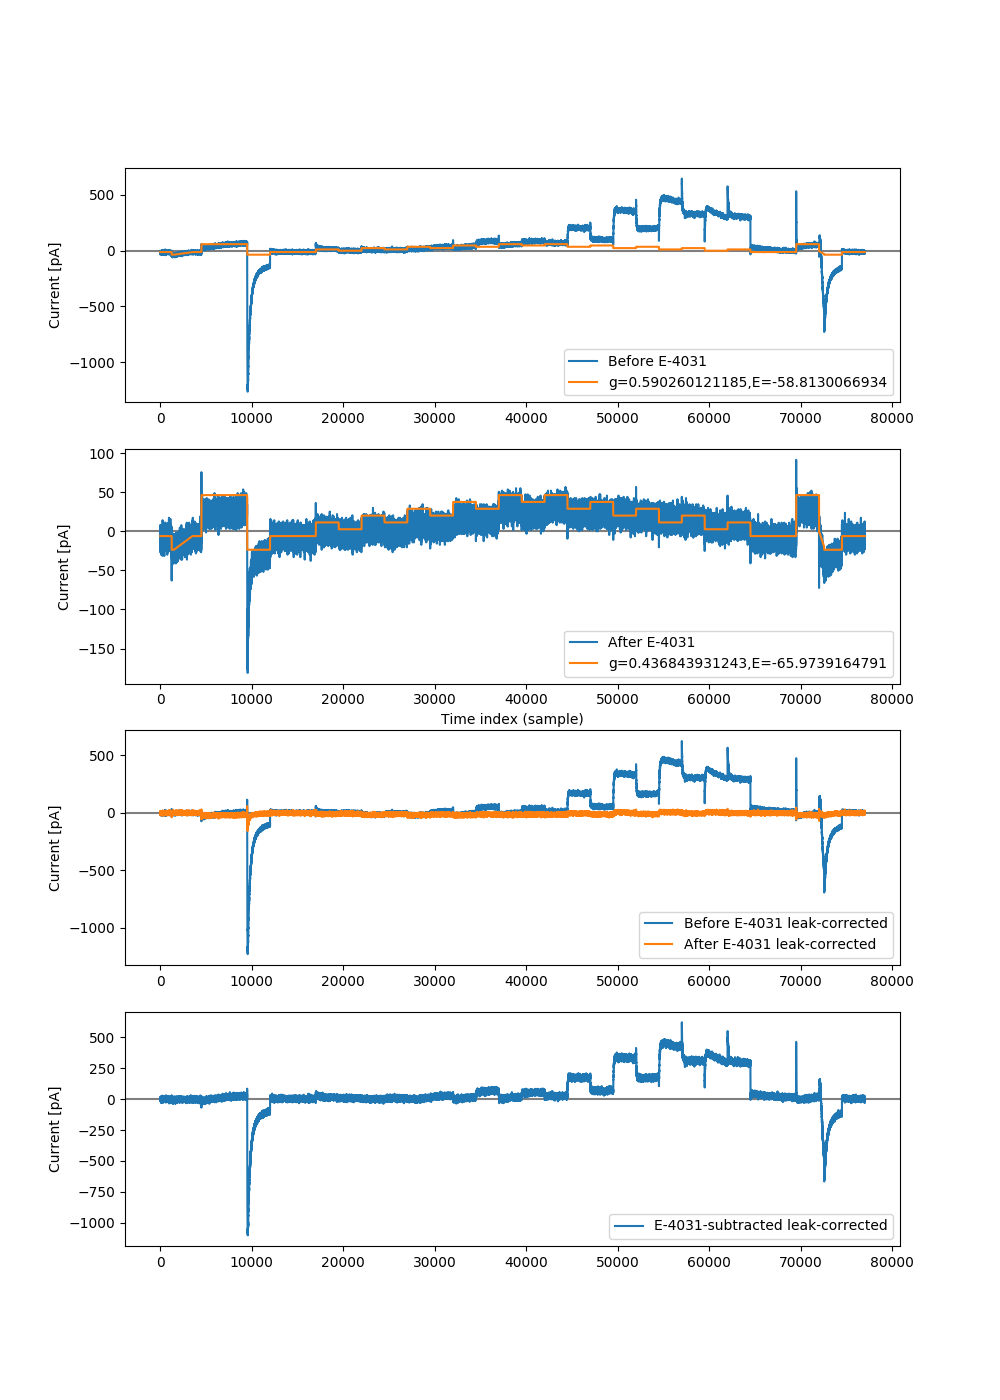 500
0
−500
−1000
Current [pA]
Before E-4031
g=0.590260121185,E=-58.8130066934
0 10000 20000 30000 40000 50000 60000 70000 80000
100
50
0
−50
−100
−150
Current [pA]
After E-4031
g=0.436843931243,E=-65.9739164791
0 10000 20000 30000 40000 50000 60000 70000 80000
Time index (sample)
500
0
−500
−1000
Current [pA]
Before E-4031 leak-corrected
After E-4031 leak-corrected
0 10000 20000 30000 40000 50000 60000 70000 80000
500
250
0
−250
−500
−750
−1000
Current [pA]
E-4031-subtracted leak-corrected
0 10000 20000 30000 40000 50000 60000 70000 80000